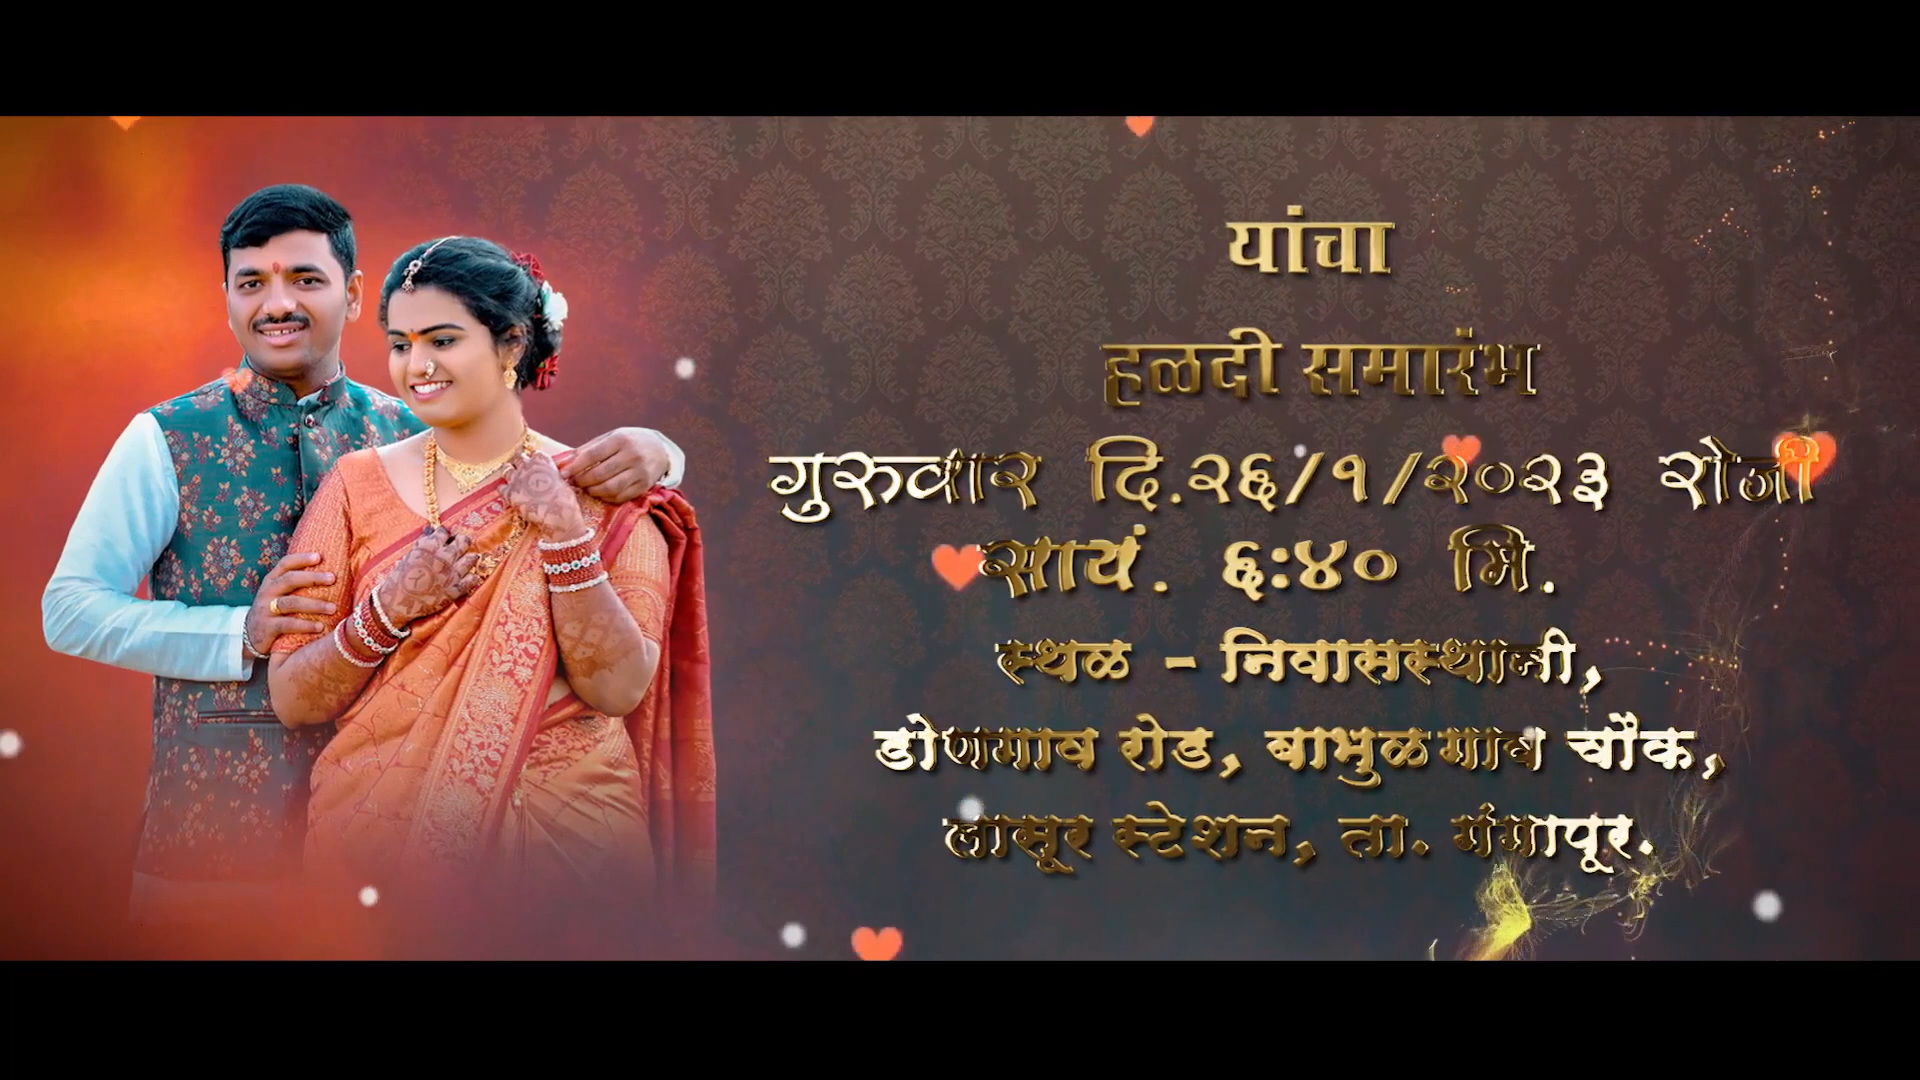 यांचा
हळदी समारंभ
गुरुवार दि.२६/१/२०२३ रोजी
सायं. ६:४० मि.
स्थळ - निवासस्थानी,
डोणगाव रोड, बाभुळगाव चौक,
लासूर स्टेशन, ता. गंगापूर.